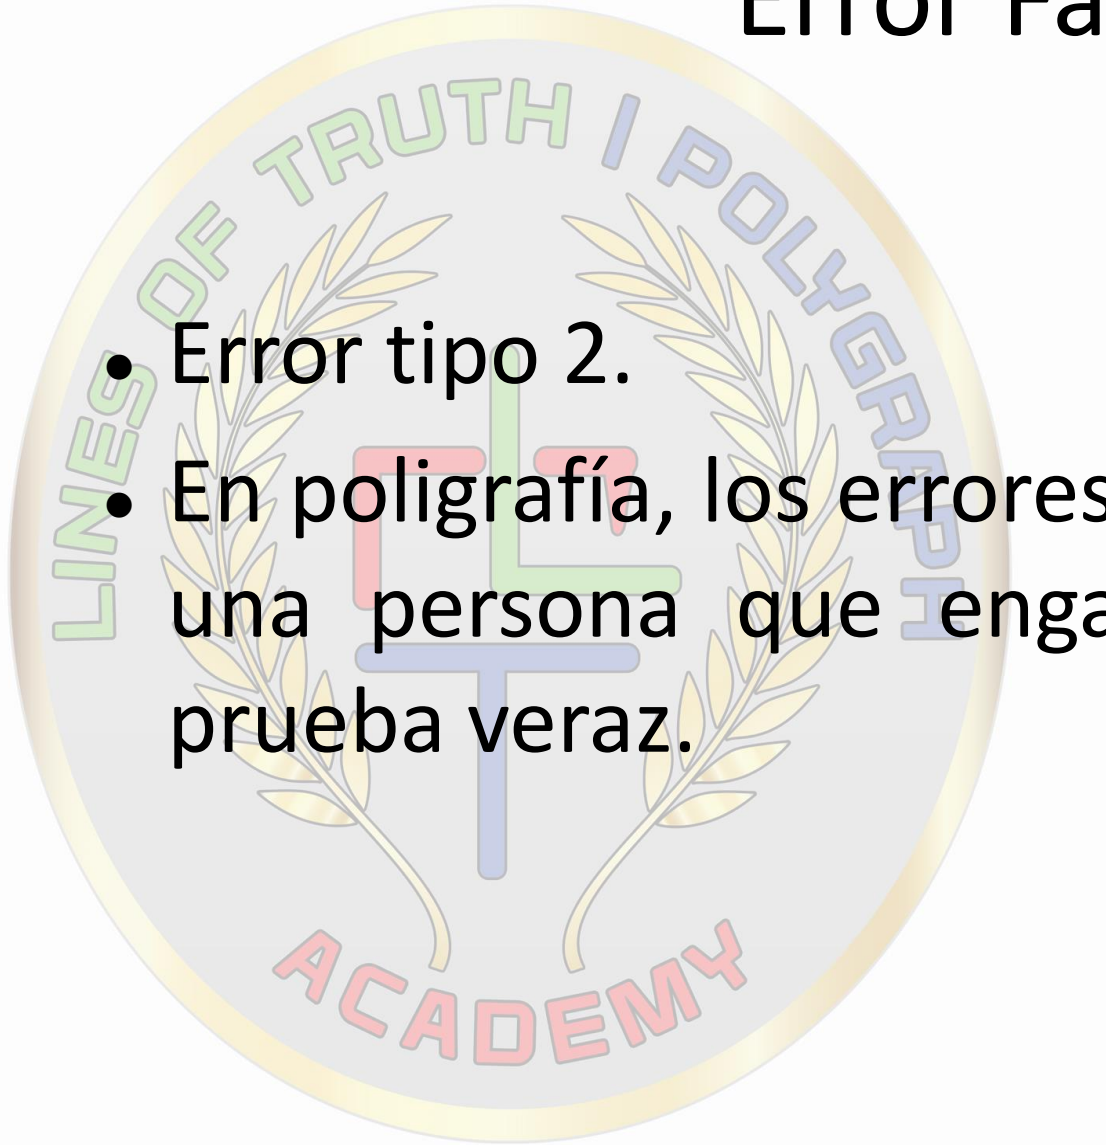 Error Fa
LINES OF TRUTH | POLYGRAPH
• Error tipo 2.
• En poligrafía, los errores
una persona que enga
prueba veraz.
ACADEMY